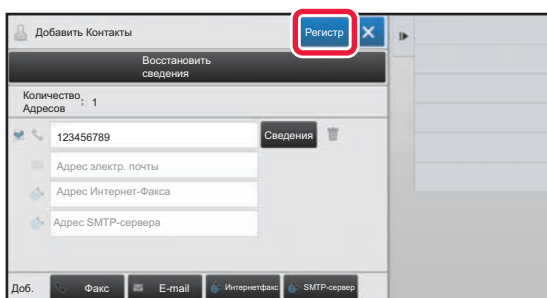 Добавить Контакты
Регистр
Восстановить
сведения
Количество
Адресов : 1
123456789
Сведения
Адрес электр. почты
Адрес Интернет-Факса
Адрес SMTP-сервера
Доб.
Факс
E-mail
Интернетфакс
SMTP-сервер